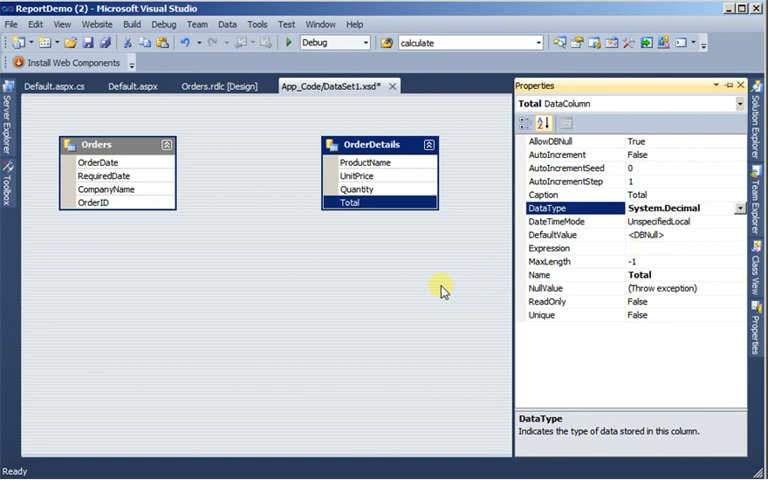 ReportDemo (2) - Microsoft Visual Studio
File Edit View Website Build Debug Team Data Tools Test Window Help
Debug calculate
Install Web Components
Default.aspx.cs Default.aspx Orders.rdlc [Design] App_Code/DataSet1.xsd*
Server Explorer
Toolbox
Orders
OrderDate
RequiredDate
CompanyName
OrderID
OrderDetails
ProductName
UnitPrice
Quantity
Total
Properties
Total DataColumn
AllowDBNull True
AutoIncrement False
AutoIncrementSeed 0
AutoIncrementStep 1
Caption Total
DataType System.Decimal
DateTimeMode UnspecifiedLocal
DefaultValue <DBNull>
Expression
MaxLength -1
Name Total
NullValue (Throw exception)
ReadOnly False
Unique False
DataType
Indicates the type of data stored in this column.
Solution Explorer
Team Explorer
Class View
Properties
Ready